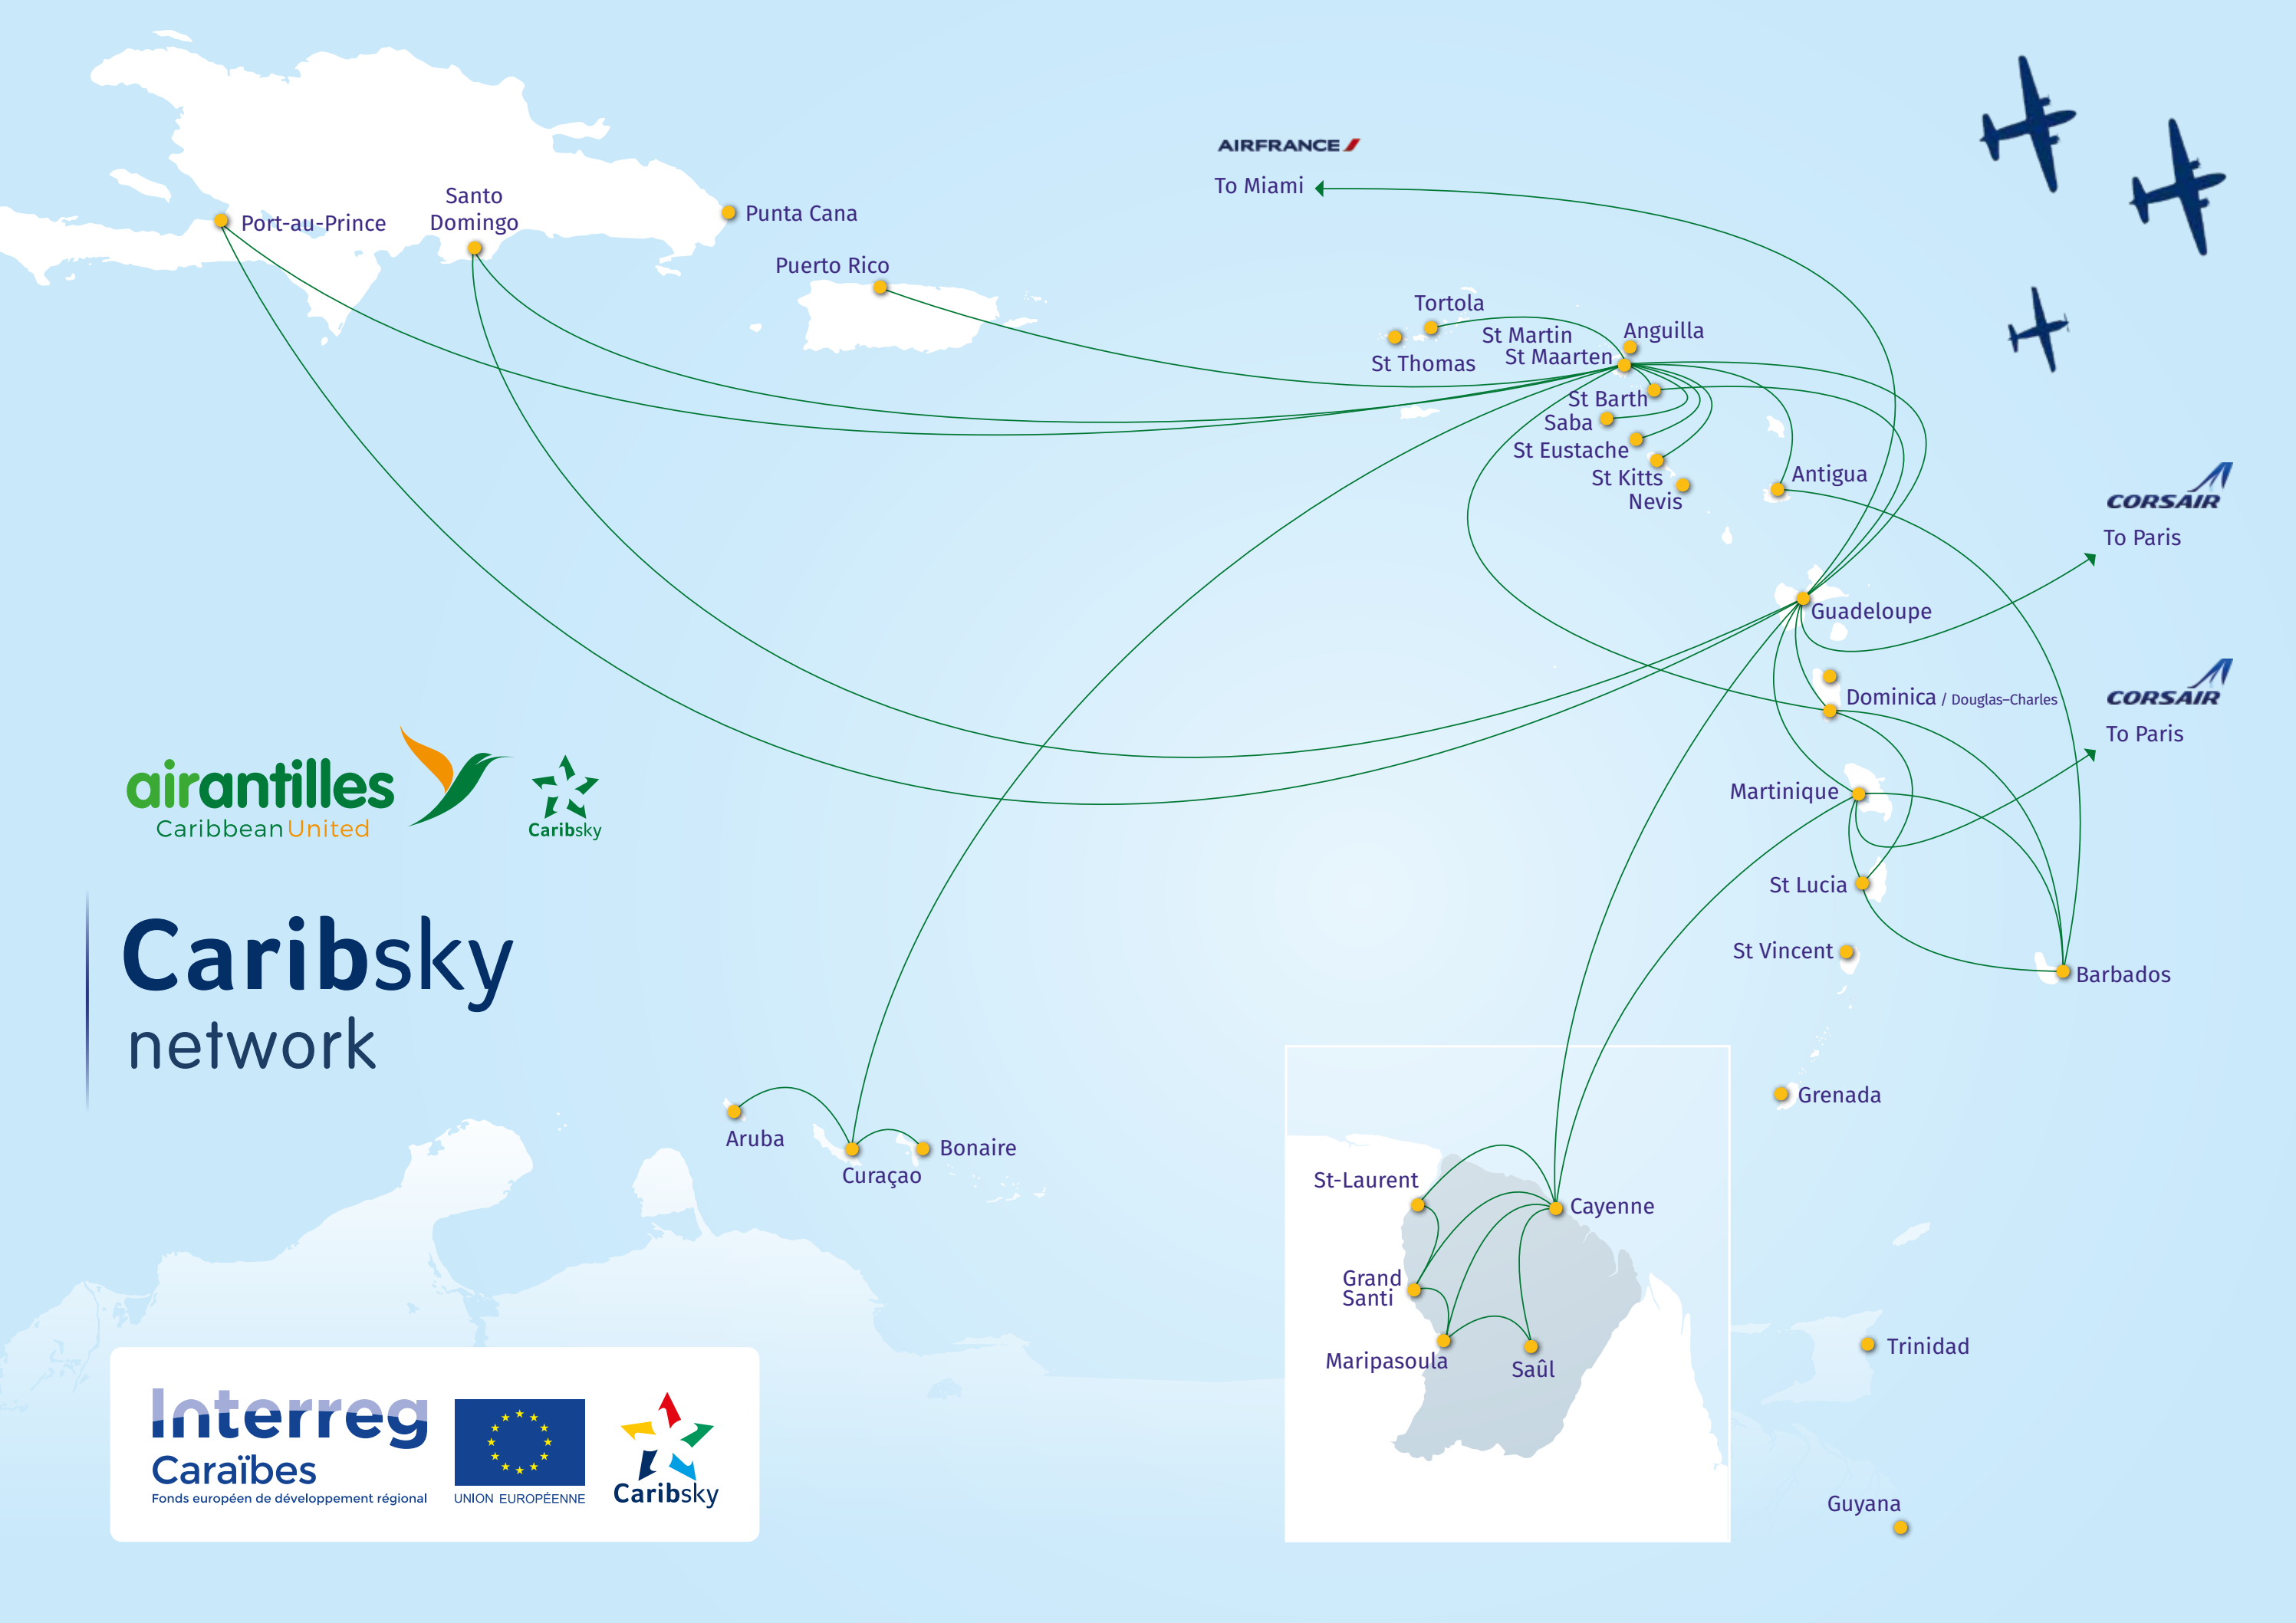 AIRFRANCE
To Miami
Santo
Domingo
Port-au-Prince
Punta Cana
Puerto Rico
Tortola
St Martin
Anguilla
St Thomas
St Maarten
St Barth
Saba
St Eustache
St Kitts
Nevis
Antigua
CORSAIR
To Paris
Guadeloupe
Dominica / Douglas–Charles
CORSAIR
To Paris
Martinique
St Lucia
St Vincent
Barbados
Grenada
airantilles
Caribbean United
Caribsky
Caribsky
network
Aruba
Curaçao
Bonaire
St-Laurent
Cayenne
Grand
Santi
Maripasoula
Saûl
Trinidad
Guyana
Interreg
Caraïbes
Fonds européen de développement régional
UNION EUROPÉENNE
Caribsky